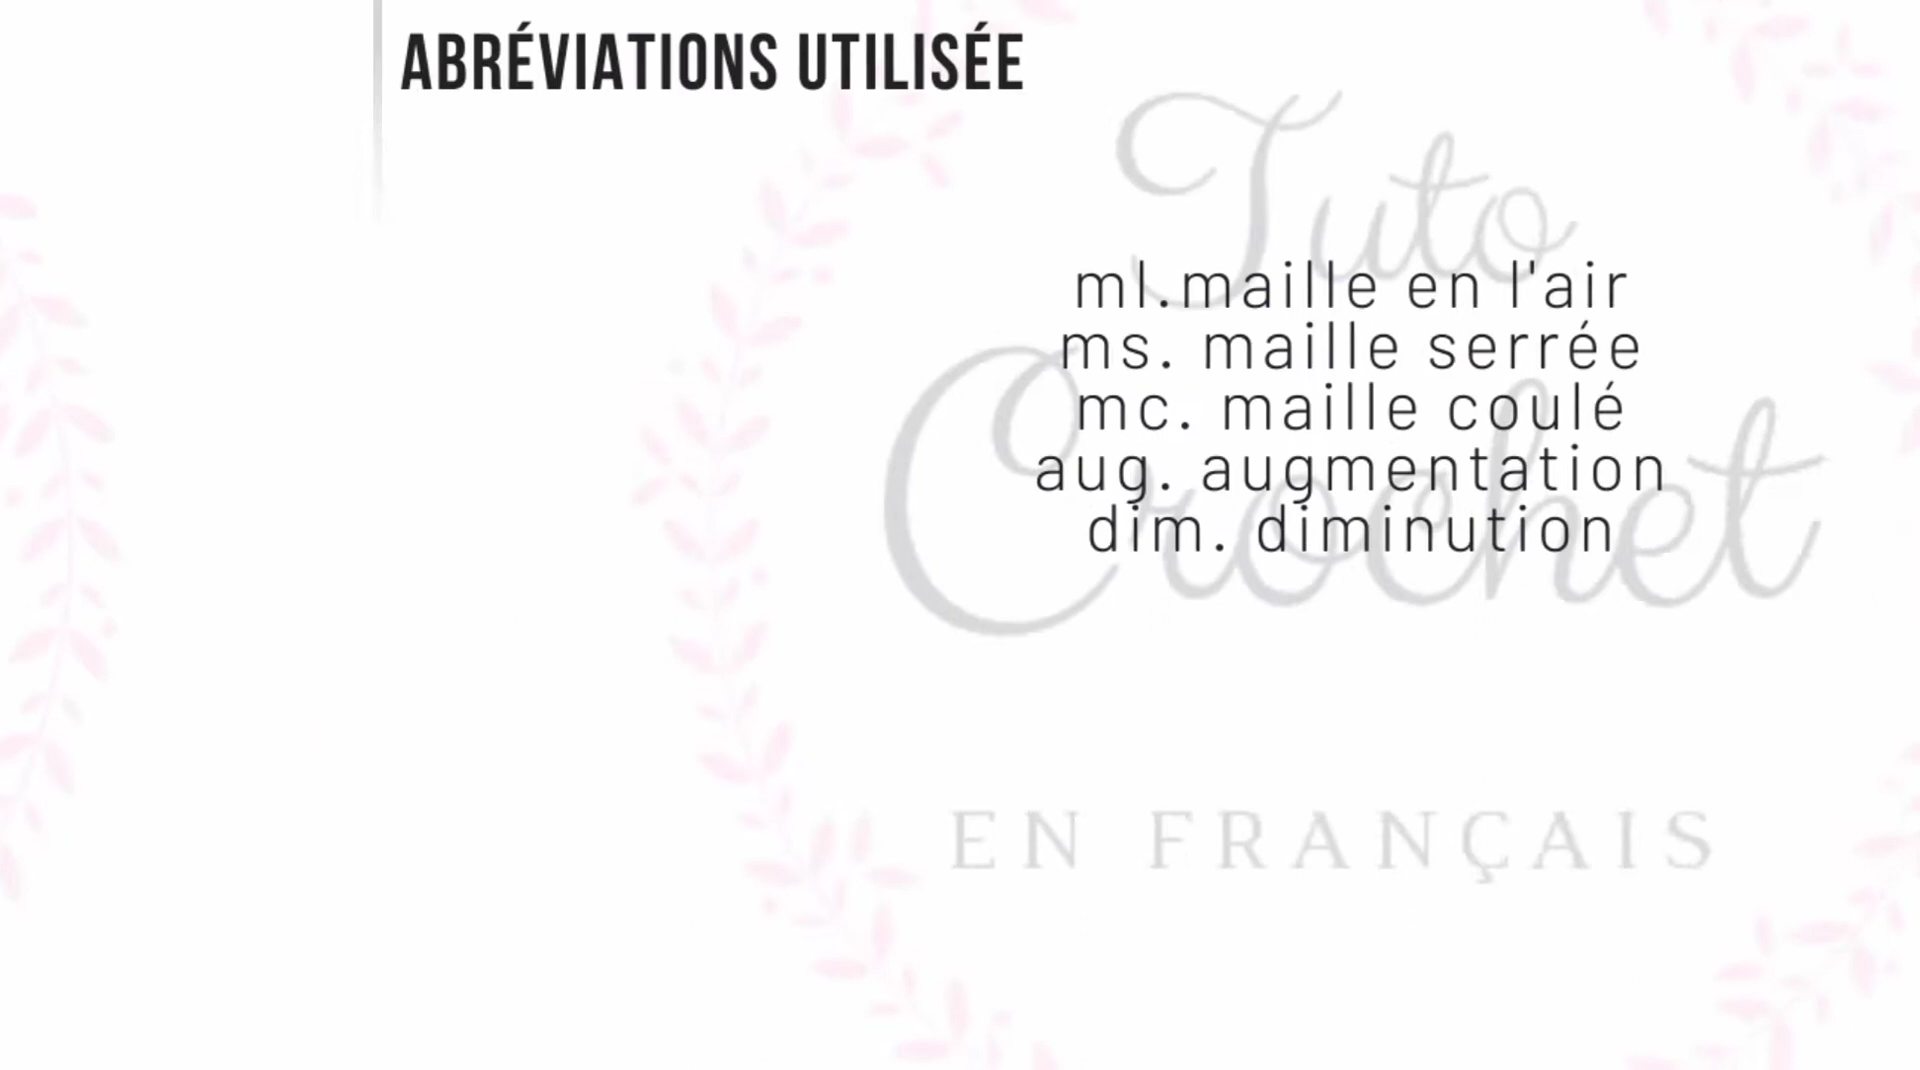 ABRÉVIATIONS UTILISÉE
Tuto
ml.maille en l'air
ms. maille serrée
mc. maille coulé
aug. augmentation
dim. diminution
Crochet
EN FRANÇAIS